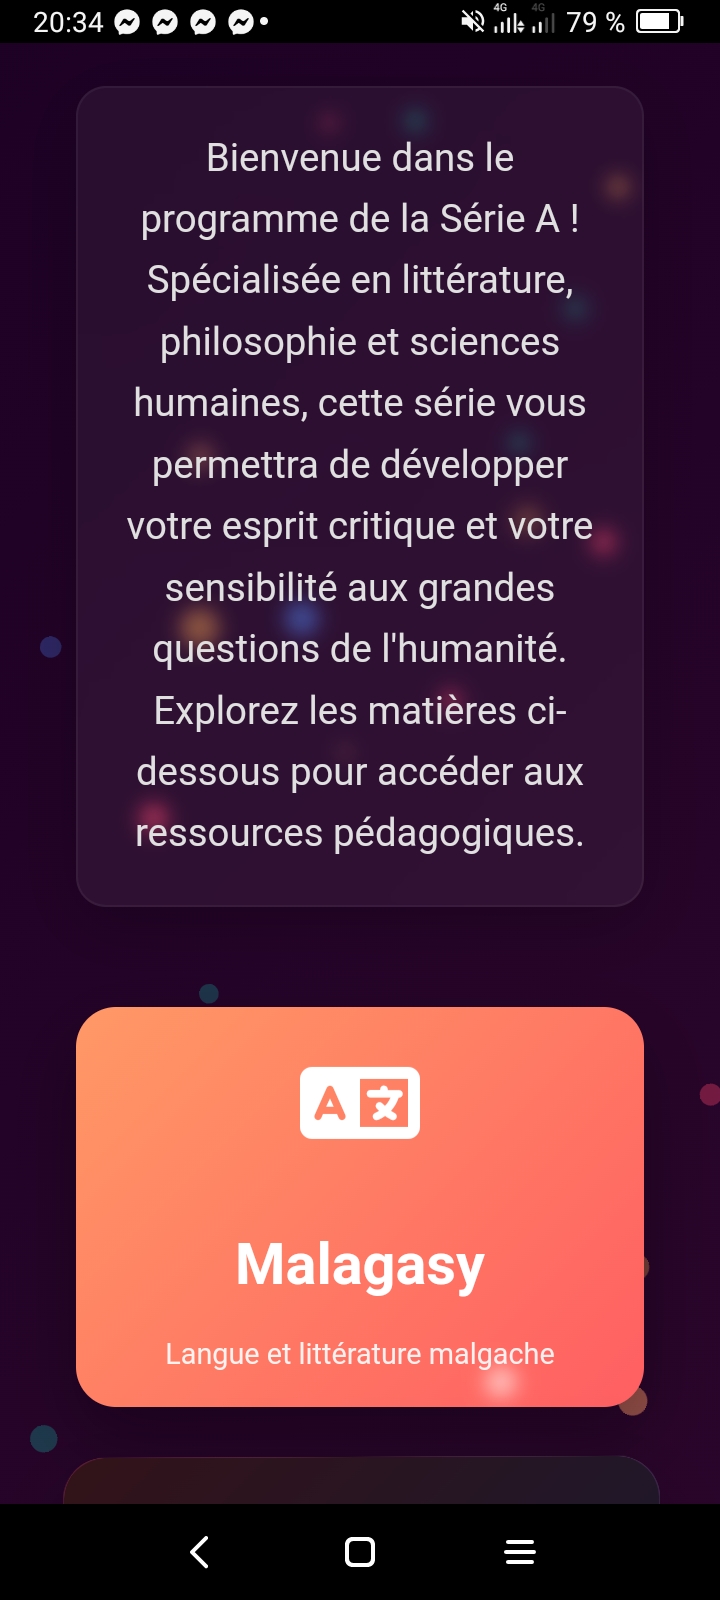 20:34
4G 4G 79 %
Bienvenue dans le
programme de la Série A !
Spécialisée en littérature,
philosophie et sciences
humaines, cette série vous
permettra de développer
votre esprit critique et votre
sensibilité aux grandes
questions de l'humanité.
Explorez les matières ci-
dessous pour accéder aux
ressources pédagogiques.
A 文
Malagasy
Langue et littérature malgache